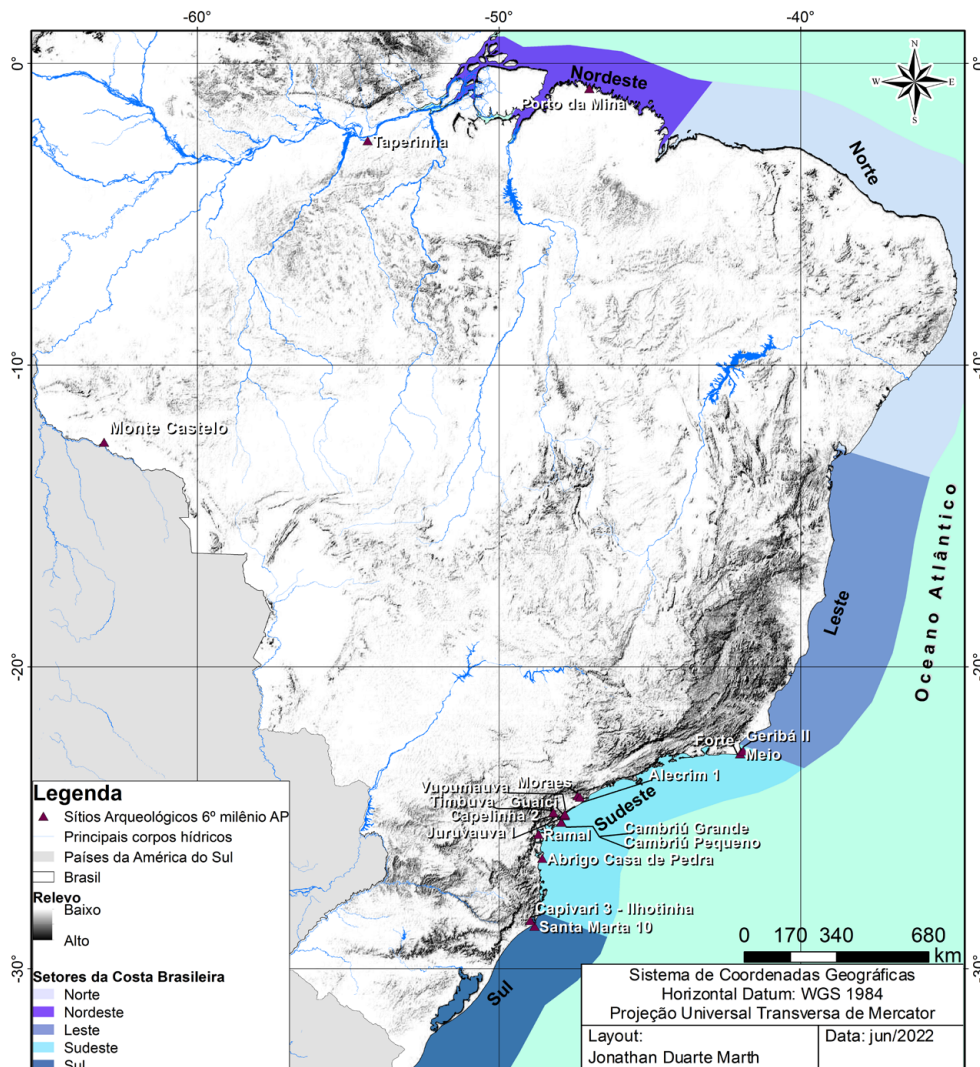 -60°
-50°
-40°
0°
-10°
-20°
-30°
N
W
E
S
Nordeste
Porto da Mina
Taperinha
Norte
Monte Castelo
Oceano Atlântico
Leste
Geribá II
Forte
Meio
Alecrim 1
Moraes
Vupumauva
Timbuva
Guaici
Capelinha 2
Sudeste
Juruvauva I
Ramal
Cambriú Grande
Cambriú Pequeno
Abrigo Casa de Pedra
Capivari 3 - Ilhotinha
Santa Marta 10
Sul
0 170 340 680
km
Legenda
Sítios Arqueológicos 6º milênio AP
Principais corpos hídricos
Países da América do Sul
Brasil
Relevo
Baixo
Alto
Setores da Costa Brasileira
Norte
Nordeste
Leste
Sudeste
Sul
Sistema de Coordenadas Geográficas
Horizontal Datum: WGS 1984
Projeção Universal Transversa de Mercator
Layout:
Jonathan Duarte Marth
Data: jun/2022